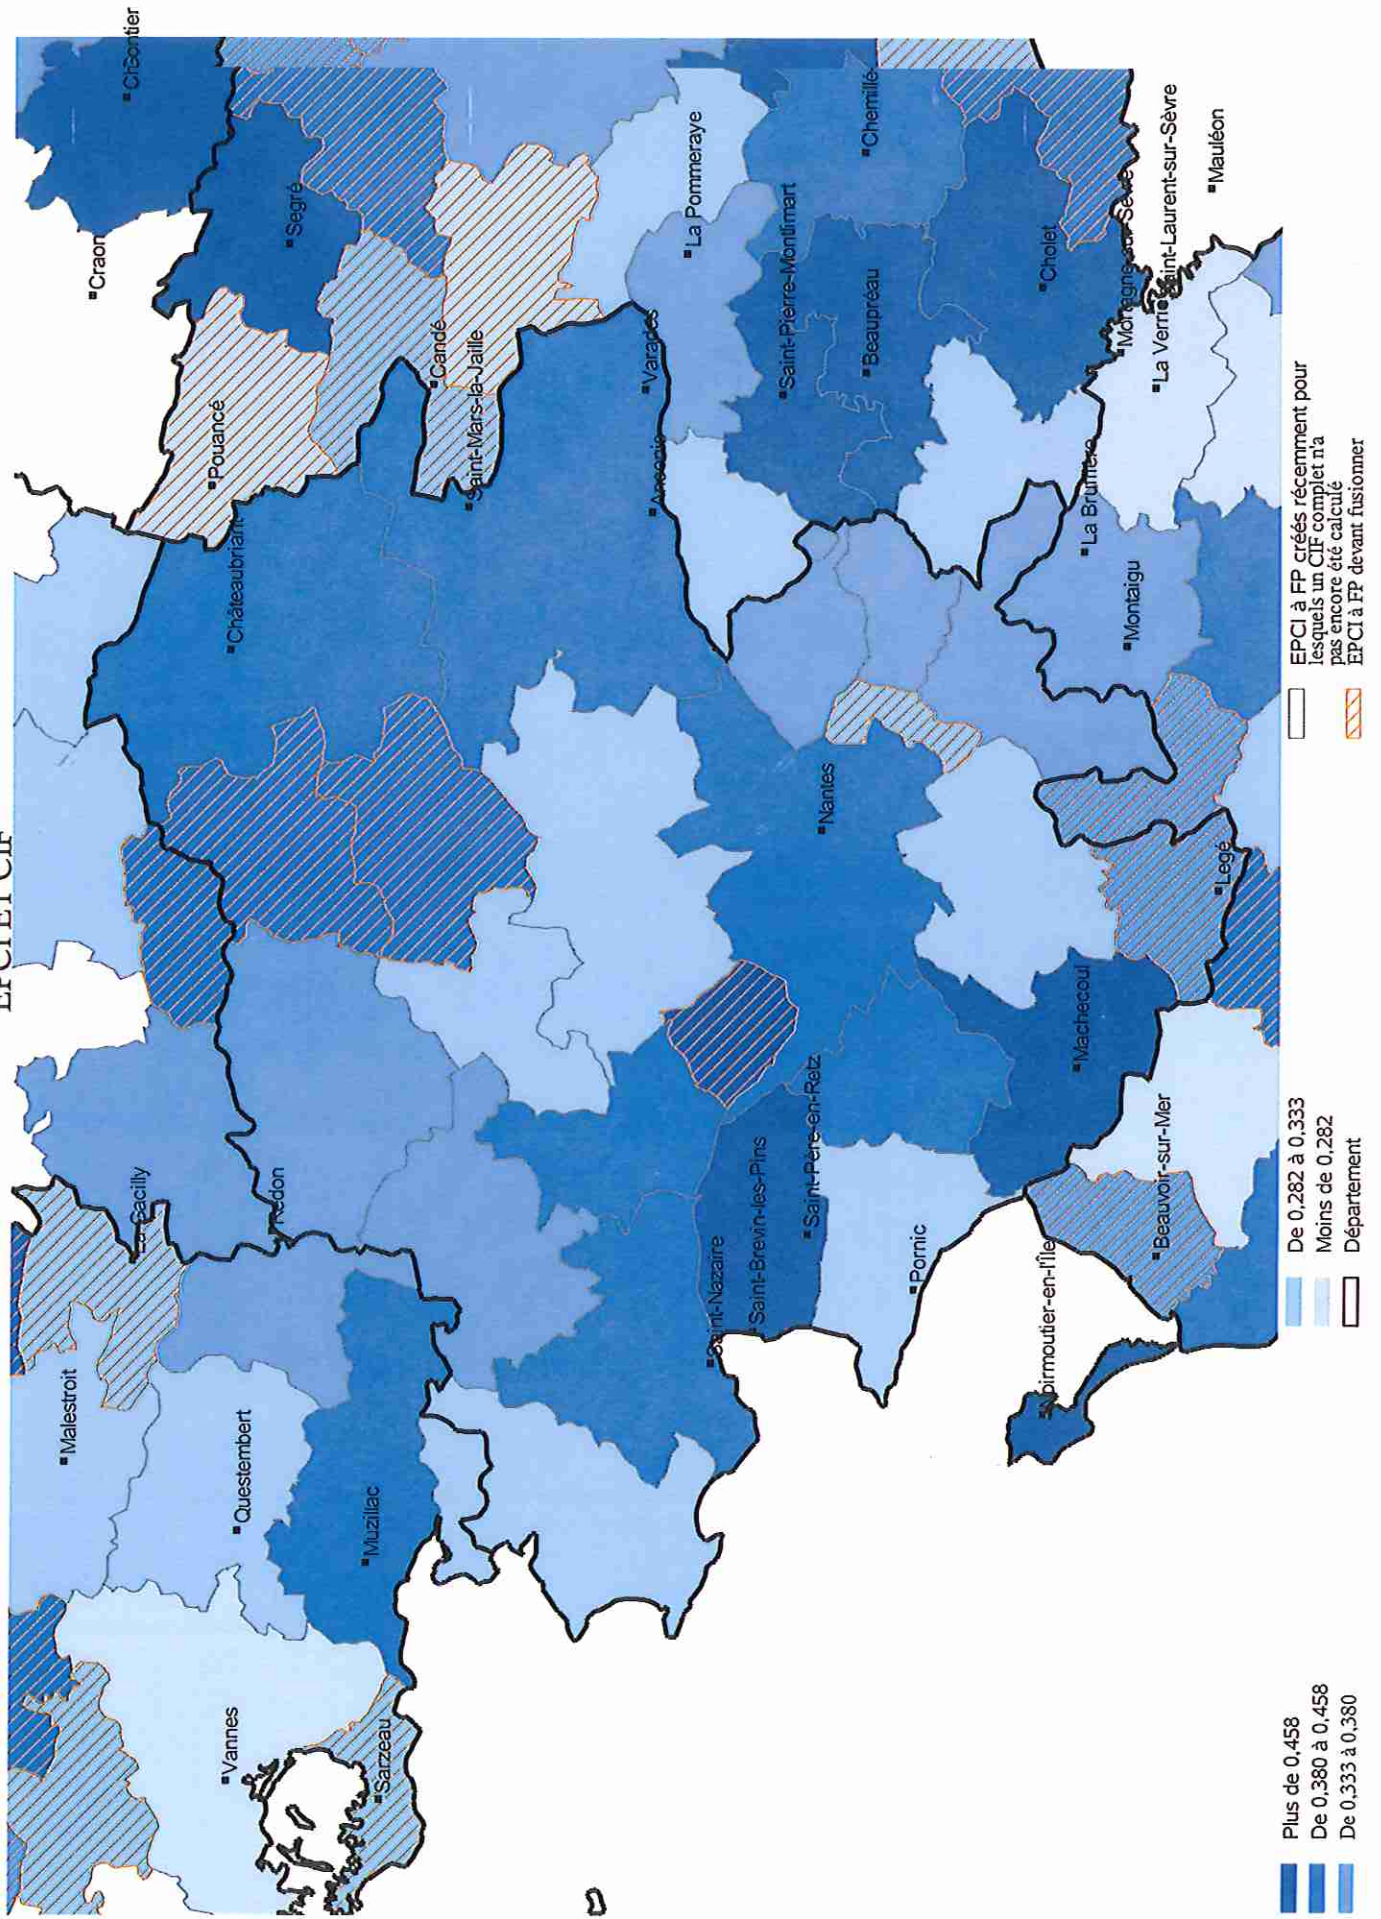 EPCI ET CIF
Craon
Segré
Pouancé
Candé
Saint-Mars-la-Jaille
Châteaubriant
Varades
Ancenis
La Pommeraye
Saint-Pierre-Montlimart
Chemillé
Beaupréau
Cholet
Mortagne-sur-Sèvre
La Verrie
Saint-Laurent-sur-Sèvre
Mauléon
La Bruffière
Montaigu
Nantes
Legé
Machecoul
Redon
La Gacilly
Malestroit
Questembert
Muzillac
Vannes
Sarzeau
Saint-Nazaire
Saint-Brevin-les-Pins
Saint-Père-en-Retz
Pornic
Noirmoutier-en-l'Île
Beauvoir-sur-Mer
Plus de 0,458
De 0,380 à 0,458
De 0,333 à 0,380
De 0,282 à 0,333
Moins de 0,282
Département
EPCI à FP créés récemment pour
lesquels un CIF complet n'a
pas encore été calculé
EPCI à FP devant fusionner